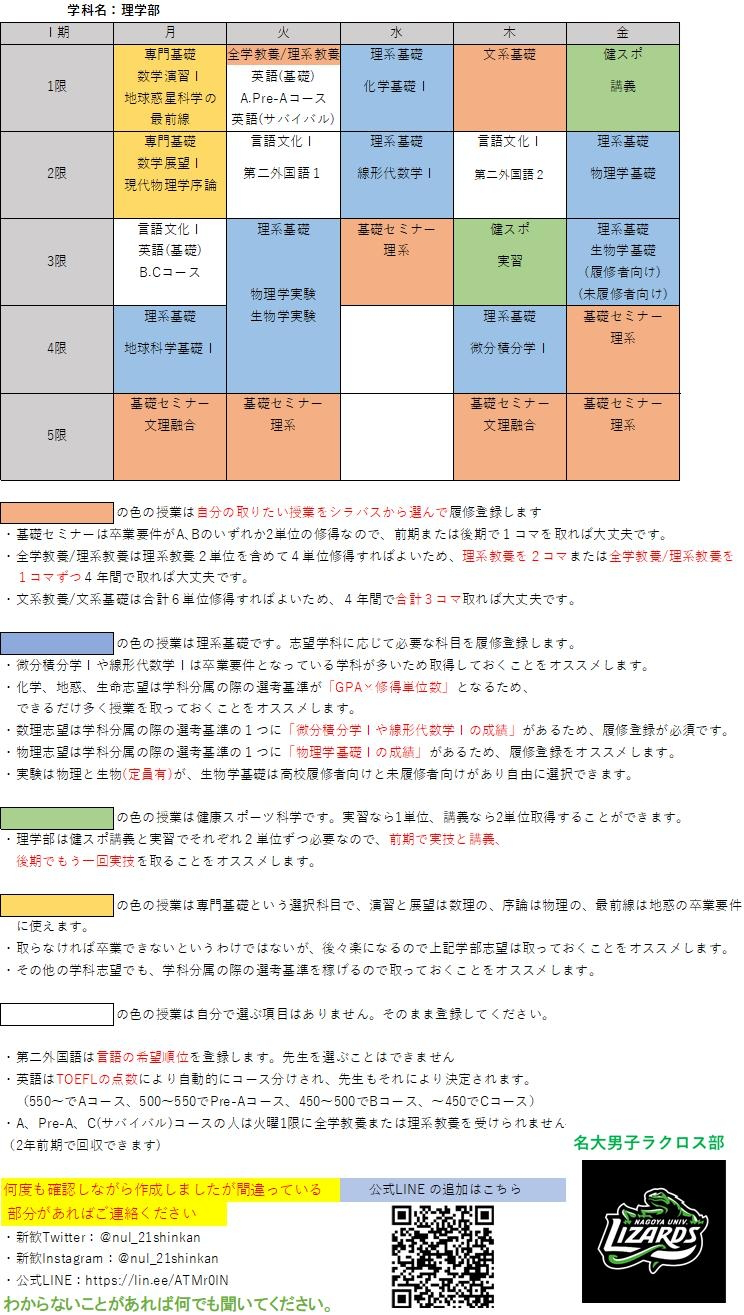 学科名：理学部
Ⅰ期 月 火 水 木 金
1限
専門基礎
数学演習Ⅰ
地球惑星科学の
最前線
全学教養/理系教養
英語(基礎)
A.Pre-Aコース
英語(サバイバル)
理系基礎
化学基礎Ⅰ
文系基礎
健スポ
講義
2限
専門基礎
数学展望Ⅰ
現代物理学序論
言語文化Ⅰ
第二外国語１
理系基礎
線形代数学Ⅰ
言語文化Ⅰ
第二外国語２
理系基礎
物理学基礎
3限
言語文化Ⅰ
英語(基礎)
B.Cコース
理系基礎
物理学実験
生物学実験
基礎セミナー
理系
健スポ
実習
理系基礎
生物学基礎
(履修者向け)
(未履修者向け)
4限
理系基礎
地球科学基礎Ⅰ
理系基礎
微分積分学Ⅰ
基礎セミナー
理系
5限
基礎セミナー
文理融合
基礎セミナー
理系
基礎セミナー
文理融合
基礎セミナー
理系
の色の授業は自分の取りたい授業をシラバスから選んで履修登録します
・基礎セミナーは卒業要件がA、Bのいずれか2単位の修得なので、前期または後期で１コマを取れば大丈夫です。
・全学教養/理系教養は理系教養２単位を含めて４単位修得すればよいため、理系教養を２コマまたは全学教養/理系教養を
１コマずつ４年間で取れば大丈夫です。
・文系教養/文系基礎は合計６単位修得すればよいため、４年間で合計３コマ取れば大丈夫です。
の色の授業は理系基礎です。志望学科に応じて必要な科目を履修登録します。
・微分積分学Ⅰや線形代数学Ⅰは卒業要件となっている学科が多いため取得しておくことをオススメします。
・化学、地惑、生命志望は学科分属の際の選考基準が「GPA×修得単位数」となるため、
できるだけ多く授業を取っておくことをオススメします。
・数理志望は学科分属の際の選考基準の１つに「微分積分学Ⅰや線形代数学Ⅰの成績」があるため、履修登録が必須です。
・物理志望は学科分属の際の選考基準の１つに「物理学基礎Ⅰの成績」があるため、履修登録をオススメします。
・実験は物理と生物(定員有)が、生物学基礎は高校履修者向けと未履修者向けがあり自由に選択できます。
の色の授業は健康スポーツ科学です。実習なら1単位、講義なら2単位取得することができます。
・理学部は健スポ講義と実習でそれぞれ２単位ずつ必要なので、前期で実技と講義、
後期でもう一回実技を取ることをオススメします。
の色の授業は専門基礎という選択科目で、演習と展望は数理の、序論は物理の、最前線は地惑の卒業要件
に使えます。
・取らなければ卒業できないというわけではないが、後々楽になるので上記学部志望は取っておくことをオススメします。
・その他の学科志望でも、学科分属の際の選考基準を稼げるので取っておくことをオススメします。
の色の授業は自分で選ぶ項目はありません。そのまま登録してください。
・第二外国語は言語の希望順位を登録します。先生を選ぶことはできません
・英語はTOEFLの点数により自動的にコース分けされ、先生もそれにより決定されます。
（550〜でAコース、500〜550でPre-Aコース、450〜500でBコース、〜450でCコース）
・A、Pre-A、C(サバイバル)コースの人は火曜1限に全学教養または理系教養を受けられません
（2年前期で回収できます）
名大男子ラクロス部
何度も確認しながら作成しましたが間違っている
部分があればご連絡ください
公式LINE の追加はこちら
・新歓Twitter：@nul_21shinkan
・新歓Instagram：@nul_21shinkan
・公式LINE：https://lin.ee/ATMr0IN
わからないことがあれば何でも聞いてください。
NAGOYA UNIV.
LIZARDS